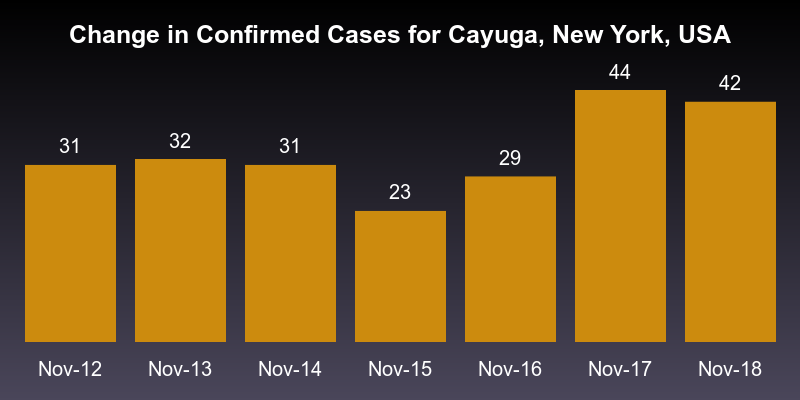 Change in Confirmed Cases for Cayuga, New York, USA
31 32 31 23 29 44 42
Nov-12 Nov-13 Nov-14 Nov-15 Nov-16 Nov-17 Nov-18